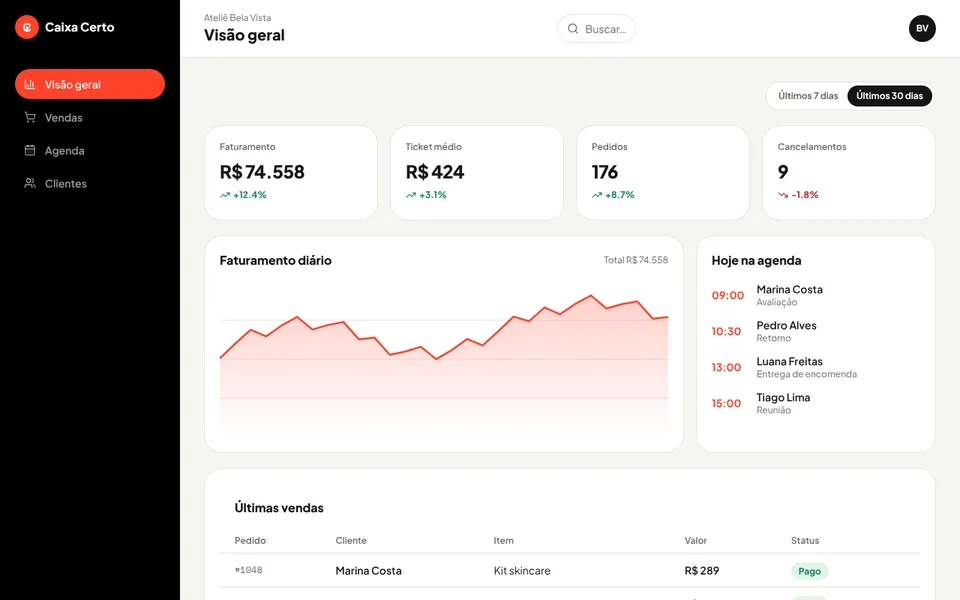 Caixa Certo
Visão geral
Vendas
Agenda
Clientes
Ateliê Bela Vista
Visão geral
Buscar...
BV
Últimos 7 dias
Últimos 30 dias
Faturamento
R$ 74.558
+12.4%
Ticket médio
R$ 424
+3.1%
Pedidos
176
+8.7%
Cancelamentos
9
-1.8%
Faturamento diário
Total R$ 74.558
Hoje na agenda
09:00
Marina Costa
Avaliação
10:30
Pedro Alves
Retorno
13:00
Luana Freitas
Entrega de encomenda
15:00
Tiago Lima
Reunião
Últimas vendas
Pedido Cliente Item Valor Status
#1048 Marina Costa Kit skincare R$ 289 Pago